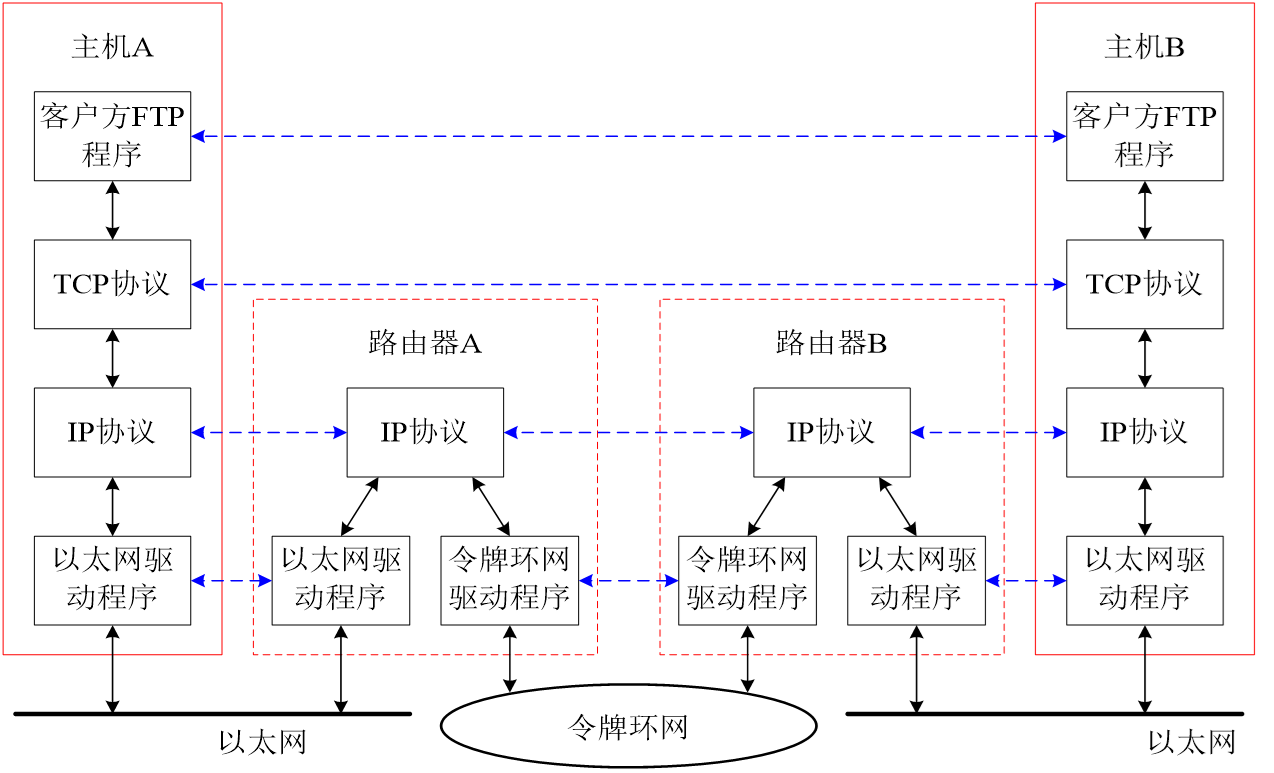 主机A
主机B
客户方FTP
程序
客户方FTP
程序
TCP协议
TCP协议
路由器A
路由器B
IP协议
IP协议
IP协议
IP协议
以太网驱
动程序
以太网驱
动程序
令牌环网
驱动程序
令牌环网
驱动程序
以太网驱
动程序
以太网驱
动程序
以太网
令牌环网
以太网